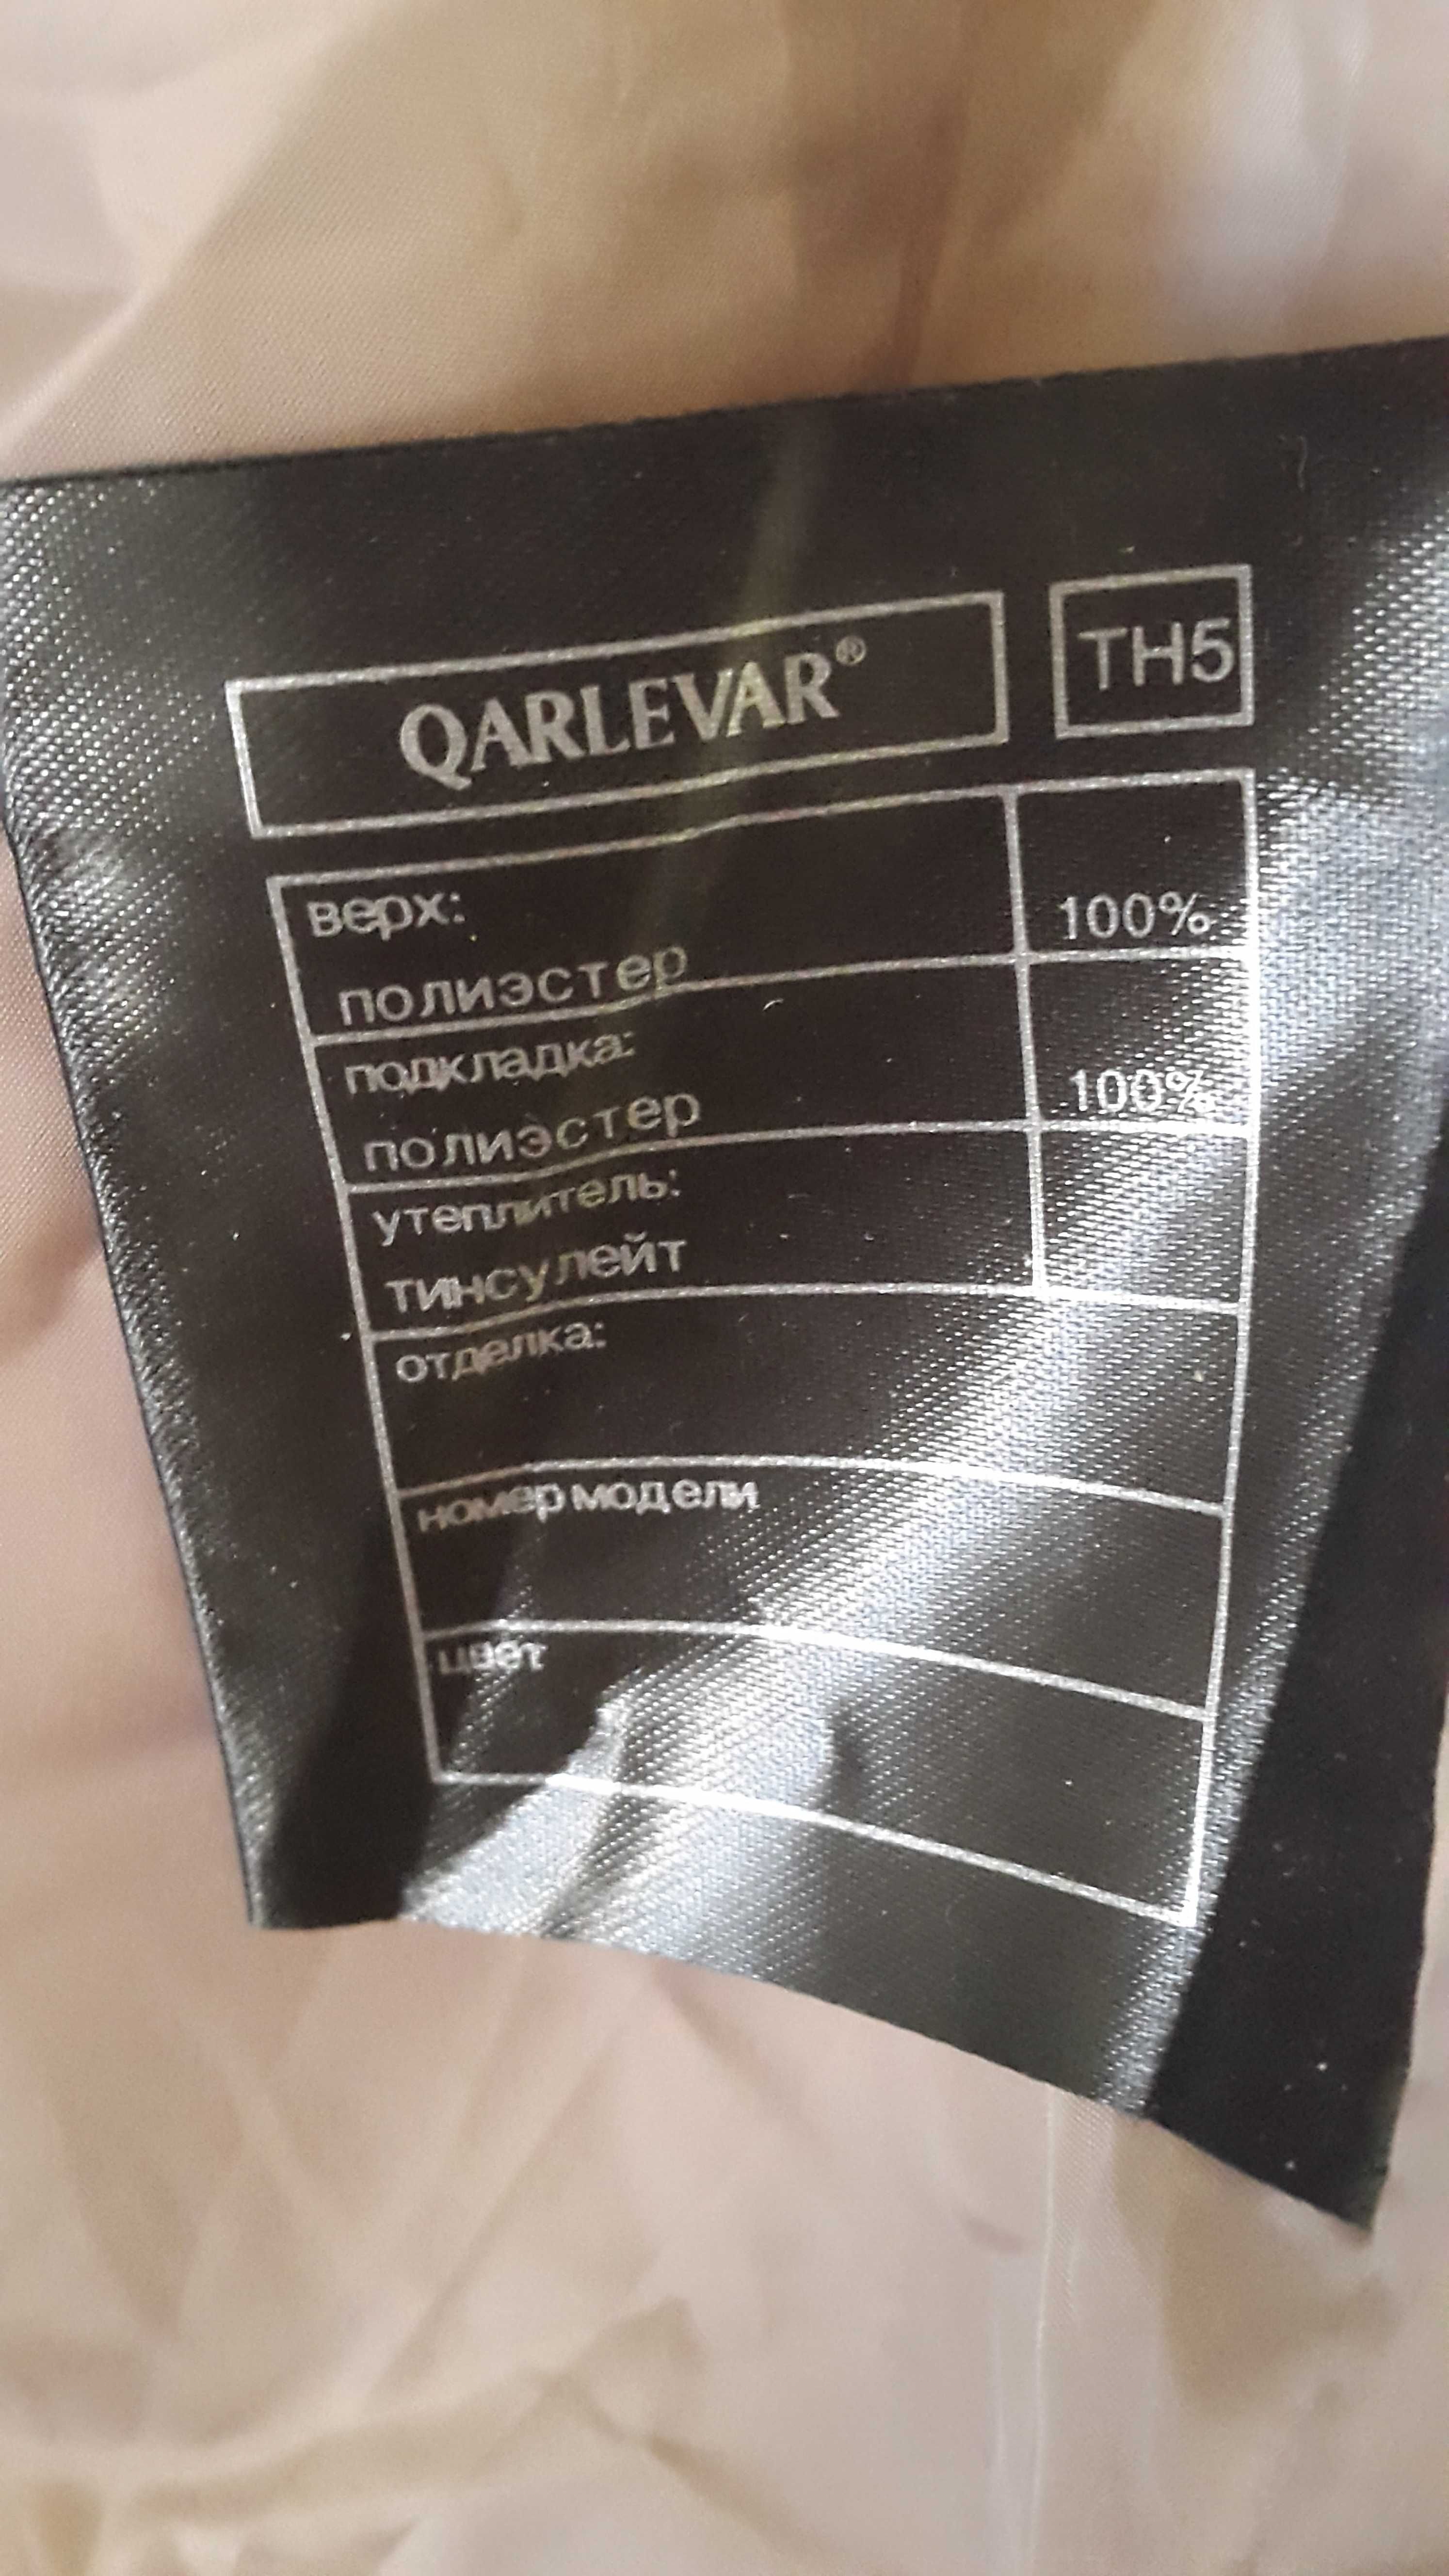 QARLEVAR® TH5
верх:
полиэстер 100%
подкладка:
полиэстер 100%
утеплитель:
тинсулейт
отделка:
номер модели
цвет